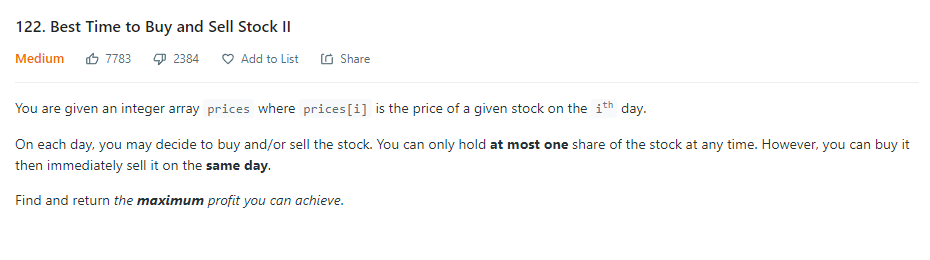 122. Best Time to Buy and Sell Stock II
Medium 7783 2384 Add to List Share
You are given an integer array prices where prices[i] is the price of a given stock on the ith day.
On each day, you may decide to buy and/or sell the stock. You can only hold at most one share of the stock at any time. However, you can buy it
then immediately sell it on the same day.
Find and return the maximum profit you can achieve.